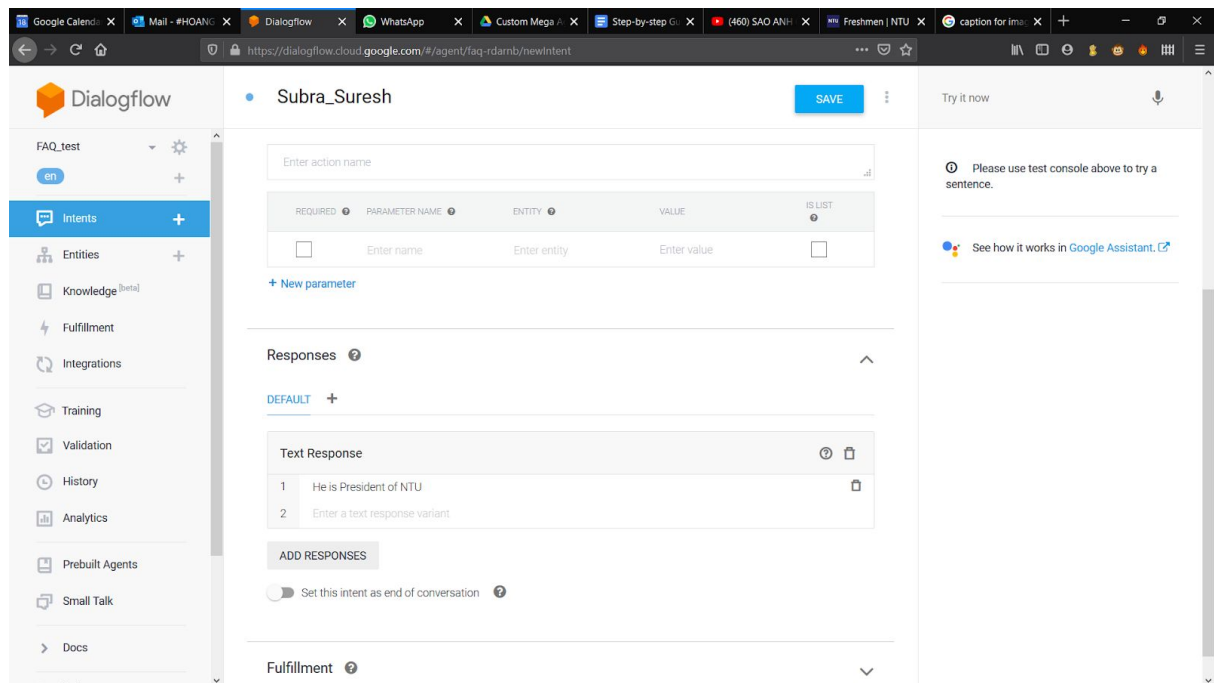 Google Calenda
Mail - #HOANG
Dialogflow
WhatsApp
Custom Mega A
Step-by-step Gu
(460) SAO ANH
NTU Freshmen | NTU
caption for imag
https://dialogflow.cloud.google.com/#/agent/faq-rdarnb/newIntent
Dialogflow
Subra_Suresh
SAVE
Try it now
FAQ_test
en
Enter action name
Please use test console above to try a
sentence.
Intents
REQUIRED PARAMETER NAME ENTITY VALUE IS LIST
Enter name Enter entity Enter value
See how it works in Google Assistant.
Entities
+ New parameter
Knowledge [beta]
Fulfillment
Integrations
Responses
DEFAULT +
Training
Validation
Text Response
History
1 He is President of NTU
2 Enter a text response variant
Analytics
ADD RESPONSES
Prebuilt Agents
Set this intent as end of conversation
Small Talk
Docs
Fulfillment